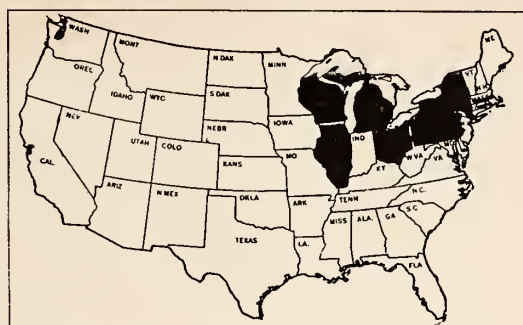 WASH
MONT
N DAK
MINN
ME
OREG
IDAHO
S DAK
VT
N H
WYO
NEBR
IOWA
NEV
UTAH
COLO
IND
CAL
KANS
MO
W VA
VA
KY
ARIZ
N MEX
OKLA
ARK
TENN
N.C.
S C
TEXAS
LA.
MISS
ALA.
GA
FLA